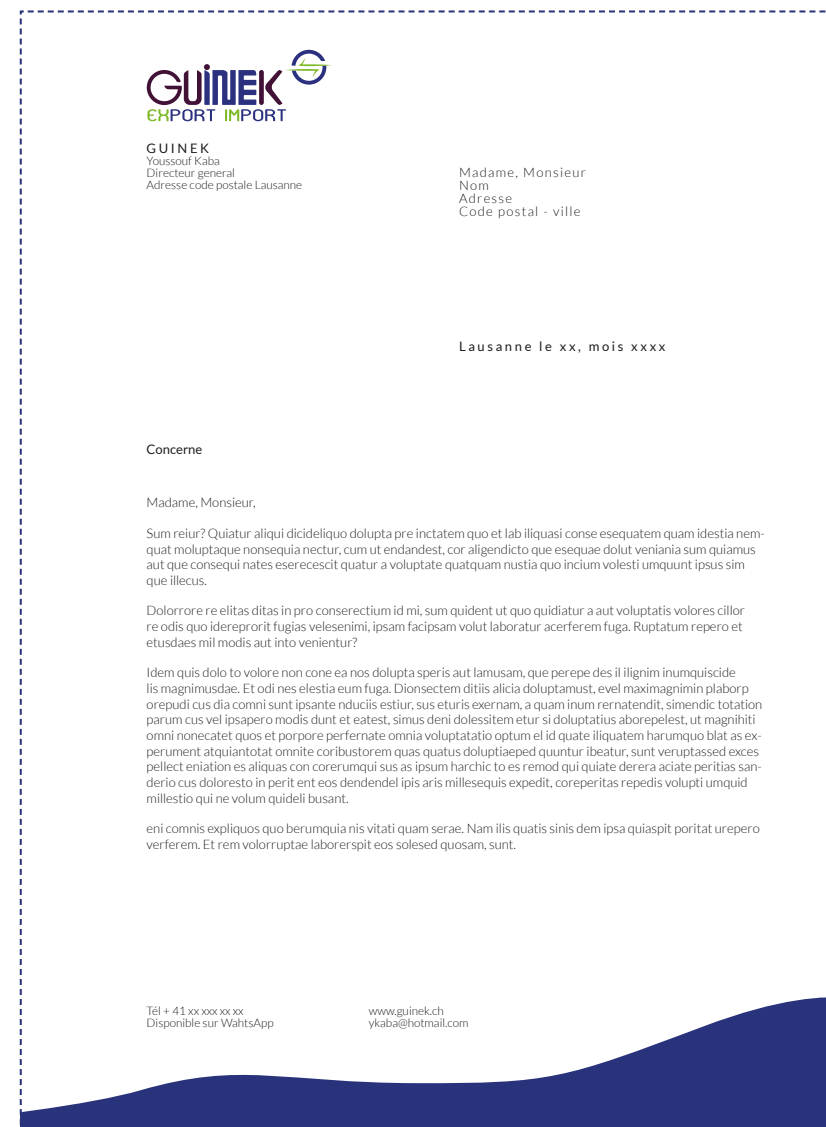 GUINEK
EXPORT IMPORT
GUINEK
Youssouf Kaba
Directeur general
Adresse code postale Lausanne
Madame, Monsieur
Nom
Adresse
Code postal - ville
Lausanne le xx, mois xxxx
Concerne
Madame, Monsieur,
Sum reiur? Quiatur aliqui dicideliquo dolupta pre inctatem quo et lab iliquasi conse esequatem quam idestia nem-
quat moluptaque nonsequia nectur, cum ut endandest, cor aligendicto que esequae dolut veniania sum quiamus
aut que consequi nates eserecescit quatur a voluptate quatquam nustia quo incium volesti umquunt ipsus sim
que illecus.
Dolorrore re elitas ditas in pro conserectium id mi, sum quident ut quo quidiatur a aut voluptatis volores cillor
re odis quo idereprorit fugias velesenimi, ipsam facipsam volut laboratur acerferem fuga. Ruptatum repero et
etusdaes mil modis aut into venientur?
Idem quis dolo to volore non cone ea nos dolupta speris aut lamusam, que perepe des il ilignim inumquiscide
lis magnimusdae. Et odi nes elestia eum fuga. Dionsectem ditiis alicia doluptamust, evel maximagnimin plaborp
orepudi cus dia comni sunt ipsante nduciis estiur, sus eturis exernam, a quam inum rernatendit, simendic totation
parum cus vel ipsapero modis dunt et eatest, simus deni dolessitem etur si doluptatius aborepelest, ut magnihiti
omni nonecatet quos et porpore perfernate omnia voluptatatio optum el id quate iliquatem harumquo blat as ex-
perument atquiantotat omnite coribustorem quas quatus doluptiaeped quuntur ibeatur, sunt veruptassed exces
pellect eniation es aliquas con corerumqui sus as ipsum harchic to es remod qui quiate derera aciate peritias san-
derio cus doloresto in perit ent eos dendendel ipis aris millesequis expedit, coreperitas repedis volupti umquid
millestio qui ne volum quideli busant.
eni comnis expliquos quo berumquia nis vitati quam serae. Nam ilis quatis sinis dem ipsa quiaspit poritat urepero
verferem. Et rem volorruptae laborerspit eos solesed quosam, sunt.
Tél + 41 xx xxx xx xx
Disponible sur WahtsApp
www.guinek.ch
ykaba@hotmail.com